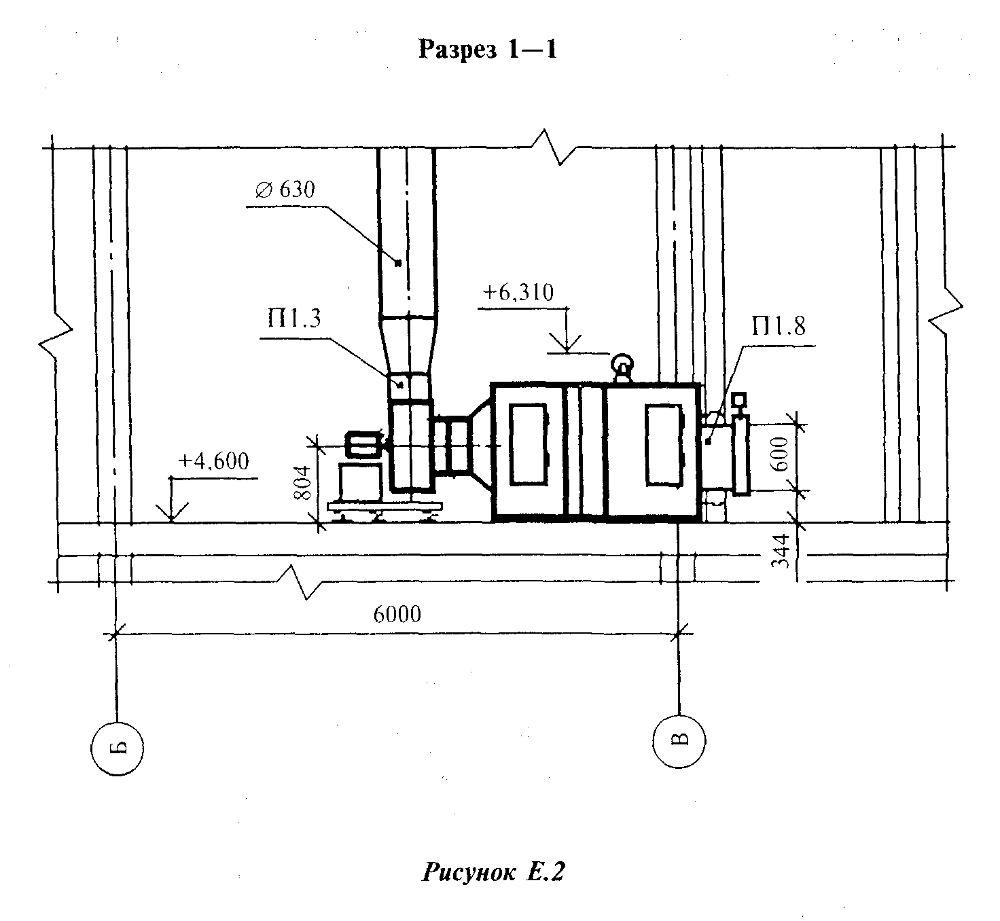 Разрез 1—1
∅ 630
+6,310
П1.3
П1.8
+4,600
804
600
344
6000
Б
В
Рисунок Е.2